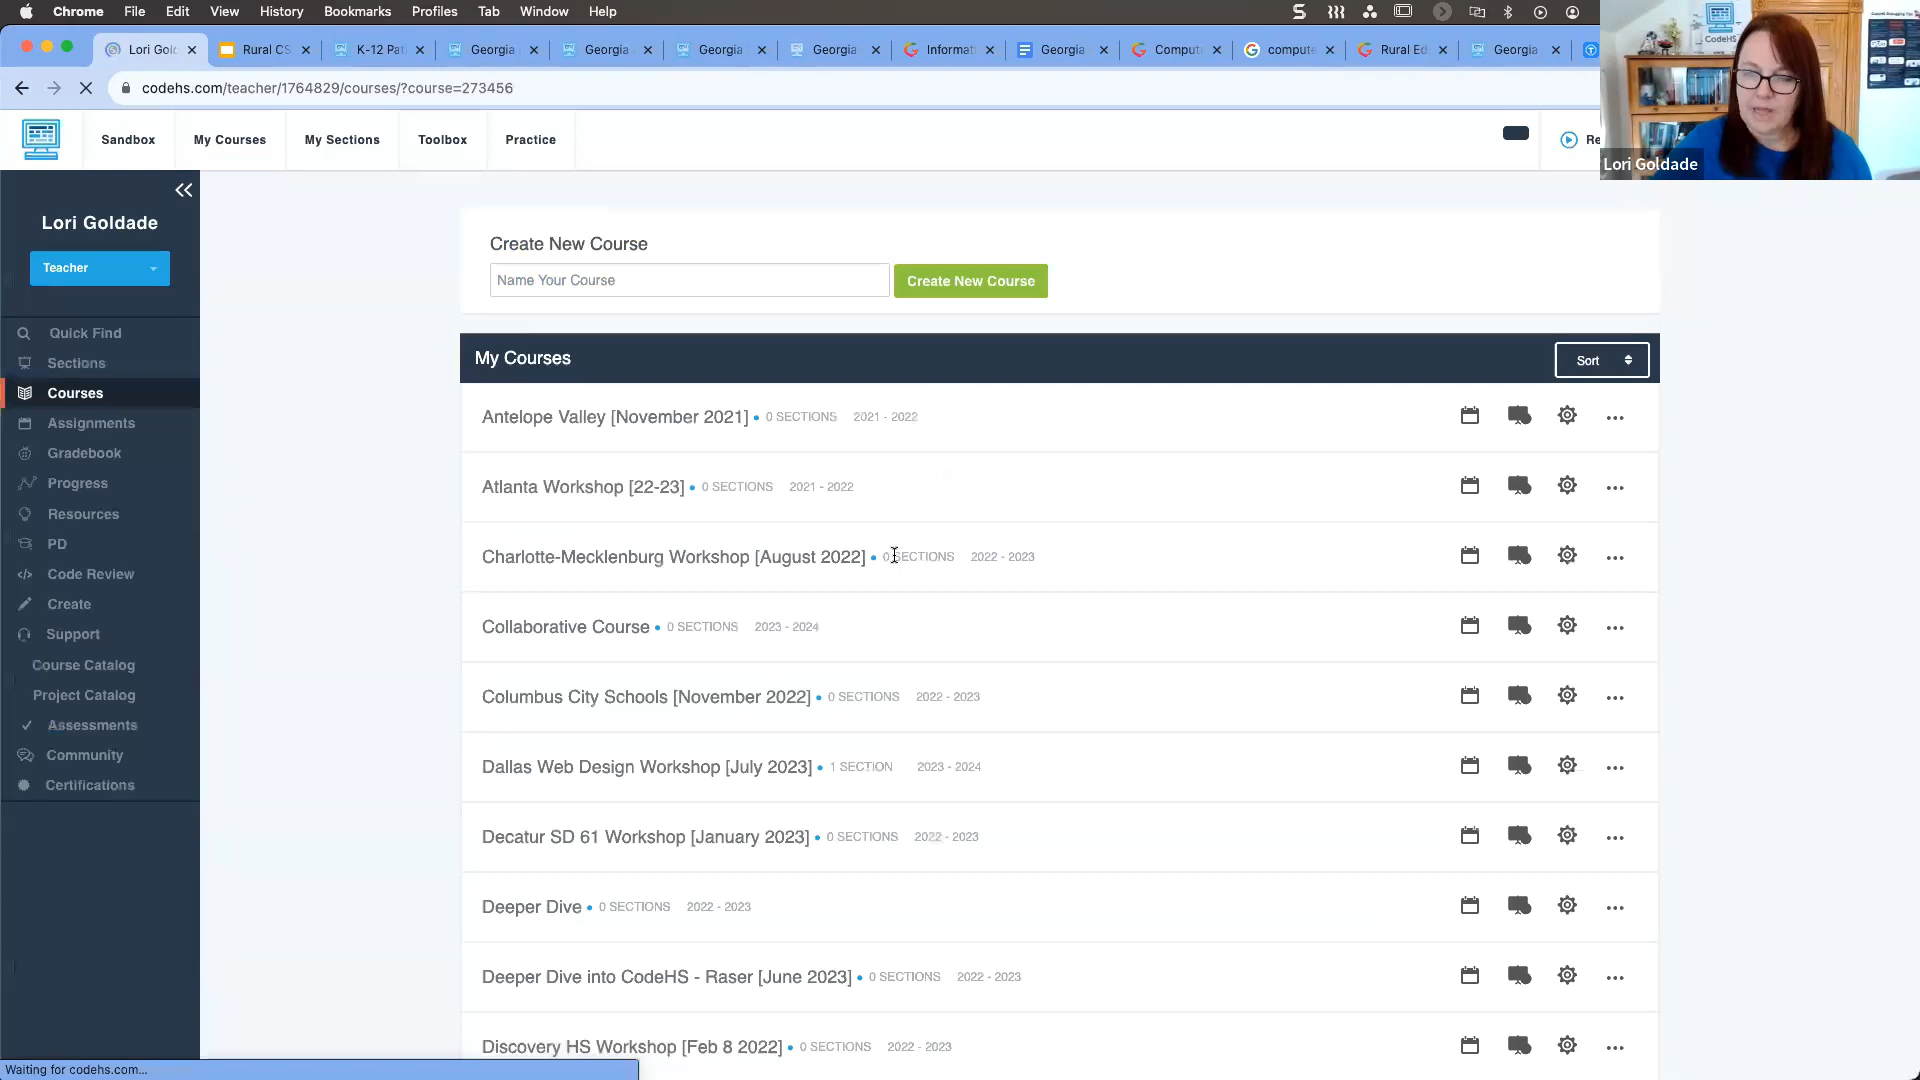 Chrome File Edit View History Bookmarks Profiles Tab Window Help
Lori Gol Rural CS K-12 Pa Georgia Georgia Georgia Georgia Informat Georgia Comput compute Rural Ed Georgia
codehs.com/teacher/1764829/courses/?course=273456
CodeHS
Lori Goldade
Sandbox My Courses My Sections Toolbox Practice Re
Lori Goldade
Teacher
Quick Find
Sections
Courses
Assignments
Gradebook
Progress
Resources
PD
Code Review
Create
Support
Course Catalog
Project Catalog
Assessments
Community
Certifications
Create New Course
Name Your Course Create New Course
My Courses Sort
Antelope Valley [November 2021] • 0 SECTIONS 2021 - 2022
Atlanta Workshop [22-23] • 0 SECTIONS 2021 - 2022
Charlotte-Mecklenburg Workshop [August 2022] • 0 SECTIONS 2022 - 2023
Collaborative Course • 0 SECTIONS 2023 - 2024
Columbus City Schools [November 2022] • 0 SECTIONS 2022 - 2023
Dallas Web Design Workshop [July 2023] • 1 SECTION 2023 - 2024
Decatur SD 61 Workshop [January 2023] • 0 SECTIONS 2022 - 2023
Deeper Dive • 0 SECTIONS 2022 - 2023
Deeper Dive into CodeHS - Raser [June 2023] • 0 SECTIONS 2022 - 2023
Discovery HS Workshop [Feb 8 2022] • 0 SECTIONS 2022 - 2023
Waiting for codehs.com...